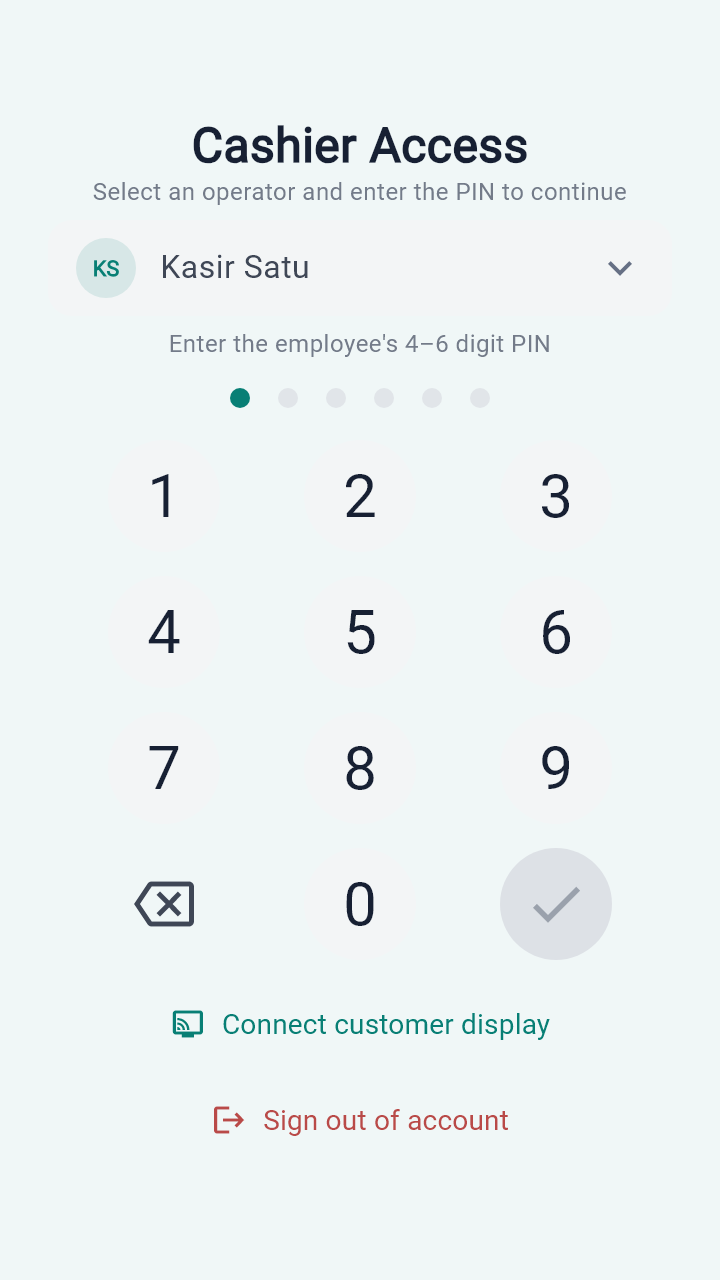 Cashier Access
Select an operator and enter the PIN to continue
KS Kasir Satu
Enter the employee's 4–6 digit PIN
1 2 3
4 5 6
7 8 9
0
Connect customer display
Sign out of account